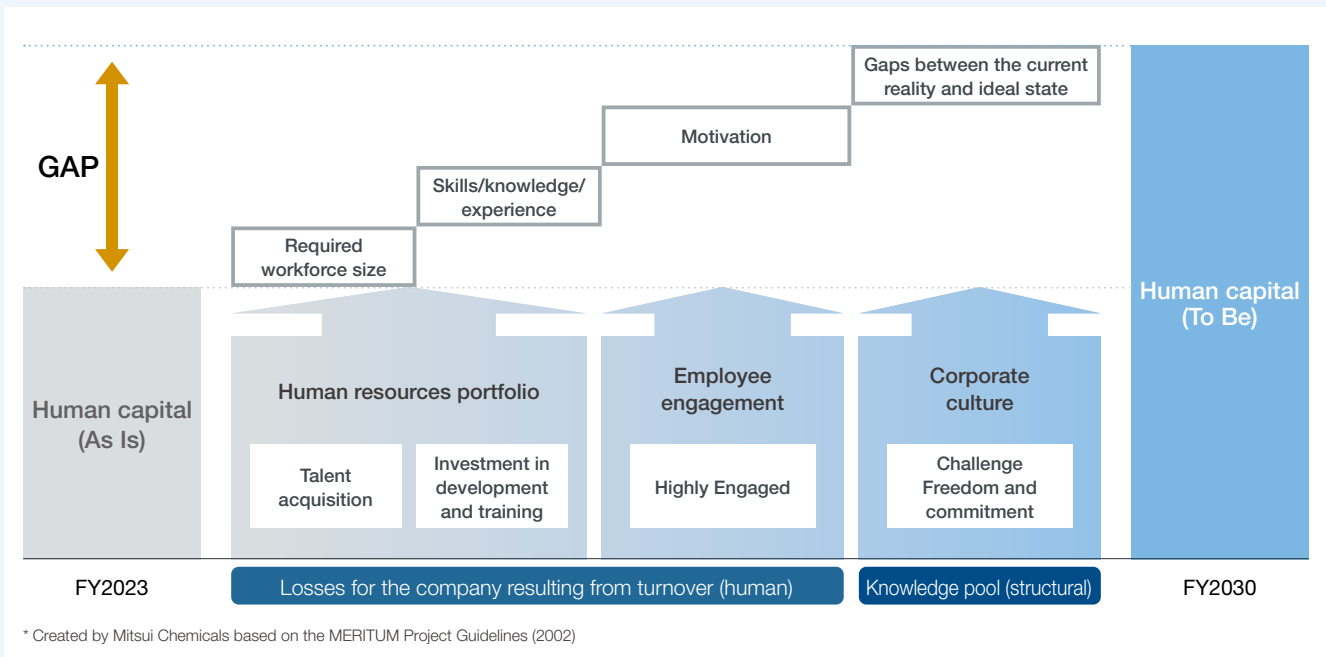 GAP
Gaps between the current
reality and ideal state
Motivation
Skills/knowledge/
experience
Required
workforce size
Human capital
(As Is)
Human resources portfolio
Talent
acquisition
Investment in
development
and training
Employee
engagement
Highly Engaged
Corporate
culture
Challenge
Freedom and
commitment
Human capital
(To Be)
FY2023
Losses for the company resulting from turnover (human)
Knowledge pool (structural)
FY2030
* Created by Mitsui Chemicals based on the MERITUM Project Guidelines (2002)